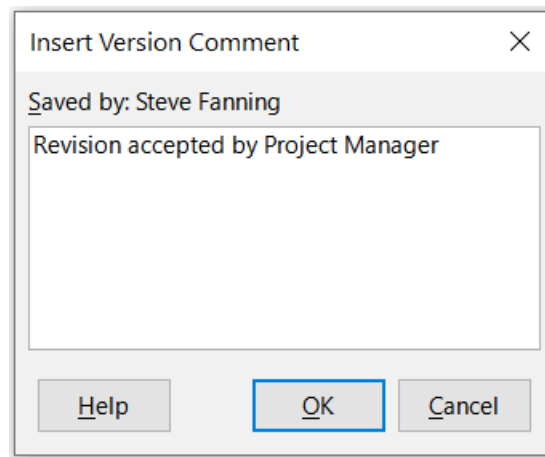 Insert Version Comment
Saved by: Steve Fanning
Revision accepted by Project Manager
Help
OK
Cancel